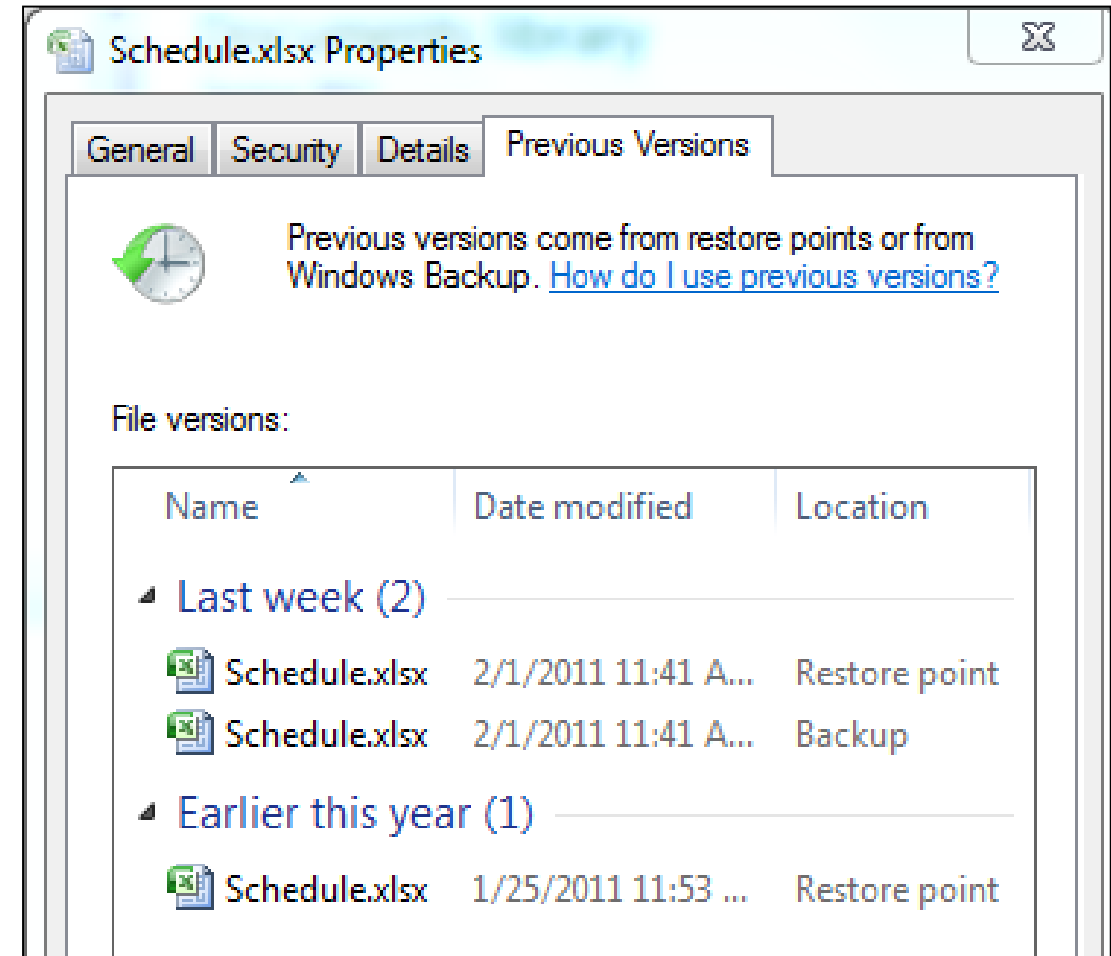 Schedule.xlsx Properties
General Security Details Previous Versions
Previous versions come from restore points or from
Windows Backup. How do I use previous versions?
File versions:
Name Date modified Location
Last week (2)
Schedule.xlsx 2/1/2011 11:41 A... Restore point
Schedule.xlsx 2/1/2011 11:41 A... Backup
Earlier this year (1)
Schedule.xlsx 1/25/2011 11:53 ... Restore point